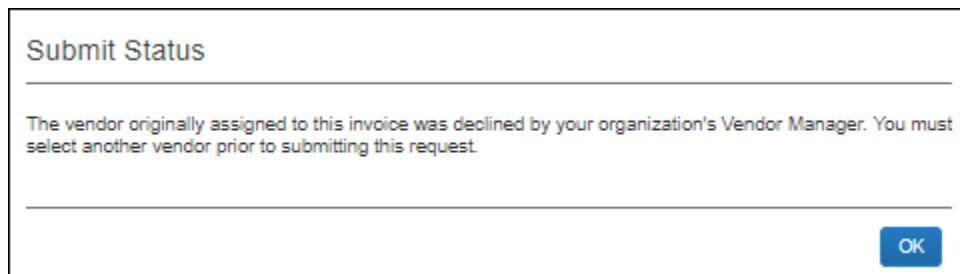 Submit Status
The vendor originally assigned to this invoice was declined by your organization's Vendor Manager. You must
select another vendor prior to submitting this request.
OK